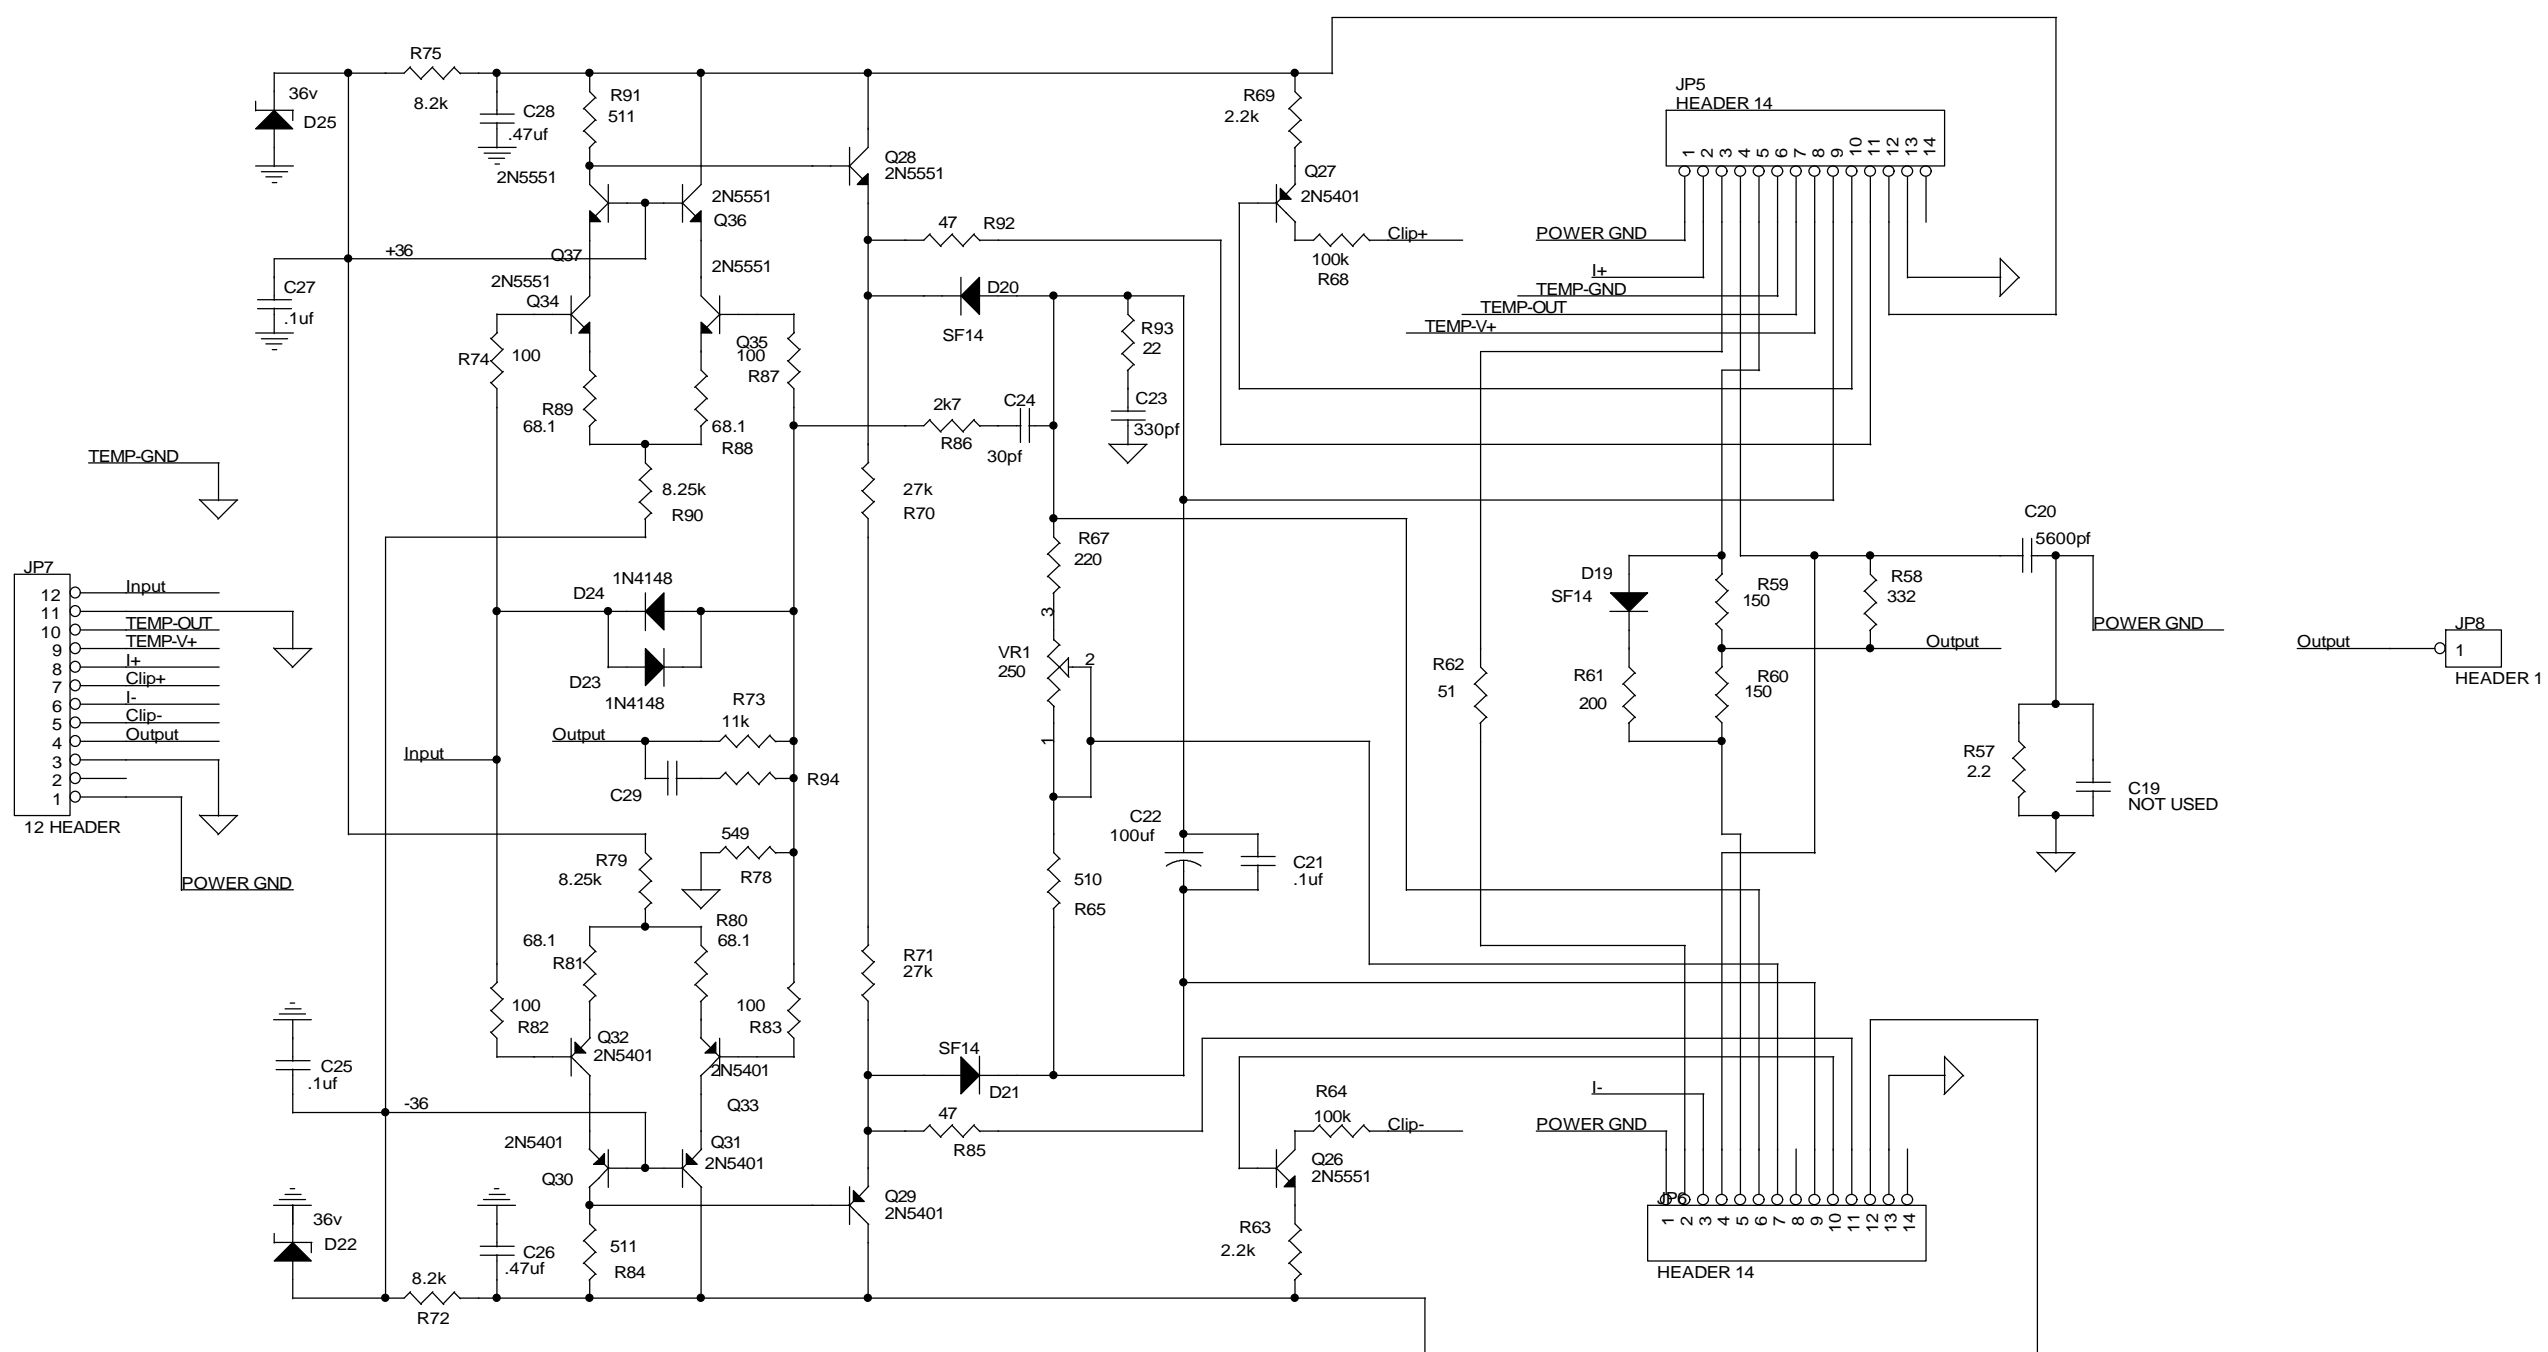 R75
8.2k
36v
D25
C28
.47uf
R91
511
2N5551
2N5551
Q36
Q28
2N5551
R69
2.2k
Q27
2N5401
100k
R68
Clip+
JP5
HEADER 14
1 2 3 4 5 6 7 8 9 10 11 12 13 14
POWER GND
I+
TEMP-GND
TEMP-OUT
TEMP-V+
+36
Q37
C27
.1uf
2N5551
Q34
2N5551
47
R92
D20
SF14
R74
100
Q35
100
R87
R93
22
R89
68.1
68.1
R88
2k7
R86
C24
30pf
C23
330pf
TEMP-GND
8.25k
R90
27k
R70
R67
220
3
VR1
250
2
1
C20
5600pf
D19
SF14
R59
150
R58
332
POWER GND
Output
R62
51
R61
200
R60
150
Output
JP8
1
HEADER 1
R57
2.2
C19
NOT USED
JP7
12
11
10
9
8
7
6
5
4
3
2
1
Input
TEMP-OUT
TEMP-V+
I+
Clip+
I-
Clip-
Output
12 HEADER
POWER GND
1N4148
D24
D23
1N4148
R73
11k
Output
Input
C29
R94
549
R78
R79
8.25k
C22
100uf
C21
.1uf
510
R65
R80
68.1
68.1
R81
R71
27k
100
R82
100
R83
Q32
2N5401
2N5401
Q33
C25
.1uf
-36
SF14
D21
47
R85
2N5401
Q30
Q31
2N5401
Q29
2N5401
R64
100k
Clip-
Q26
2N5551
R63
2.2k
I-
POWER GND
JP6
1 2 3 4 5 6 7 8 9 10 11 12 13 14
HEADER 14
36v
D22
C26
.47uf
511
R84
8.2k
R72